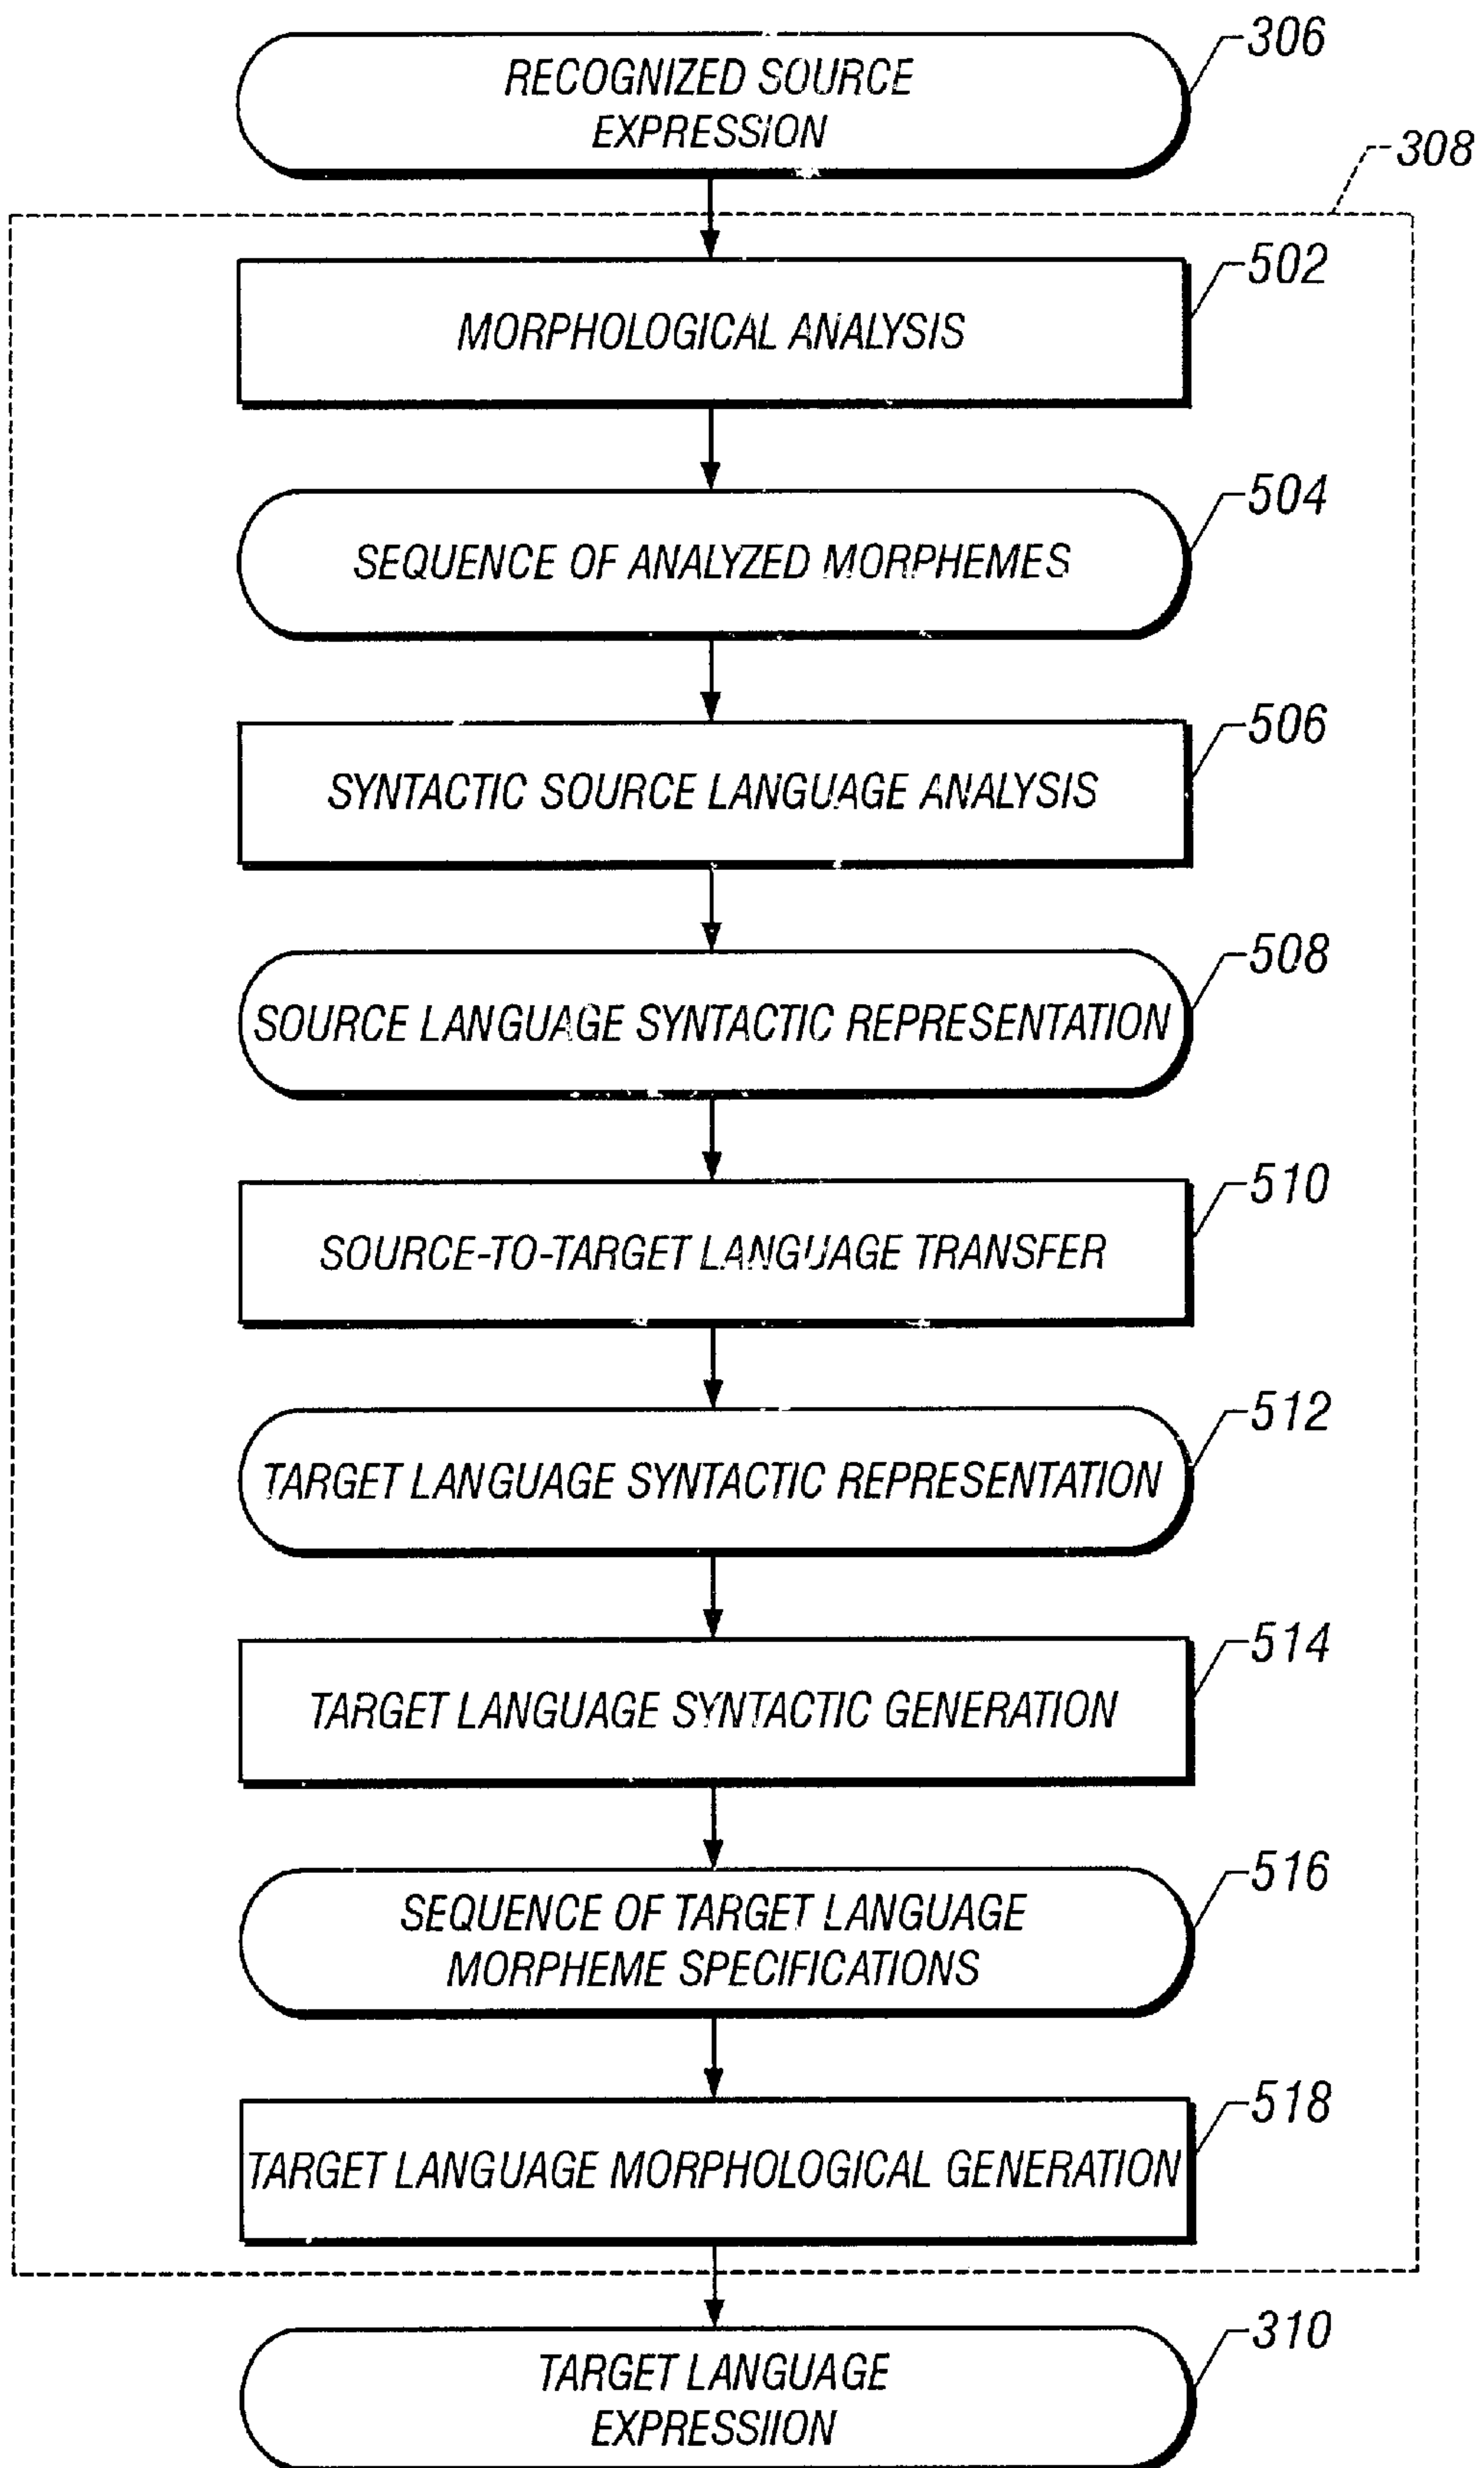 306
RECOGNIZED SOURCE
EXPRESSION
308
502
MORPHOLOGICAL ANALYSIS
504
SEQUENCE OF ANALYZED MORPHEMES
506
SYNTACTIC SOURCE LANGUAGE ANALYSIS
508
SOURCE LANGUAGE SYNTACTIC REPRESENTATION
510
SOURCE-TO-TARGET LANGUAGE TRANSFER
512
TARGET LANGUAGE SYNTACTIC REPRESENTATION
514
TARGET LANGUAGE SYNTACTIC GENERATION
516
SEQUENCE OF TARGET LANGUAGE
MORPHEME SPECIFICATIONS
518
TARGET LANGUAGE MORPHOLOGICAL GENERATION
310
TARGET LANGUAGE
EXPRESSIION